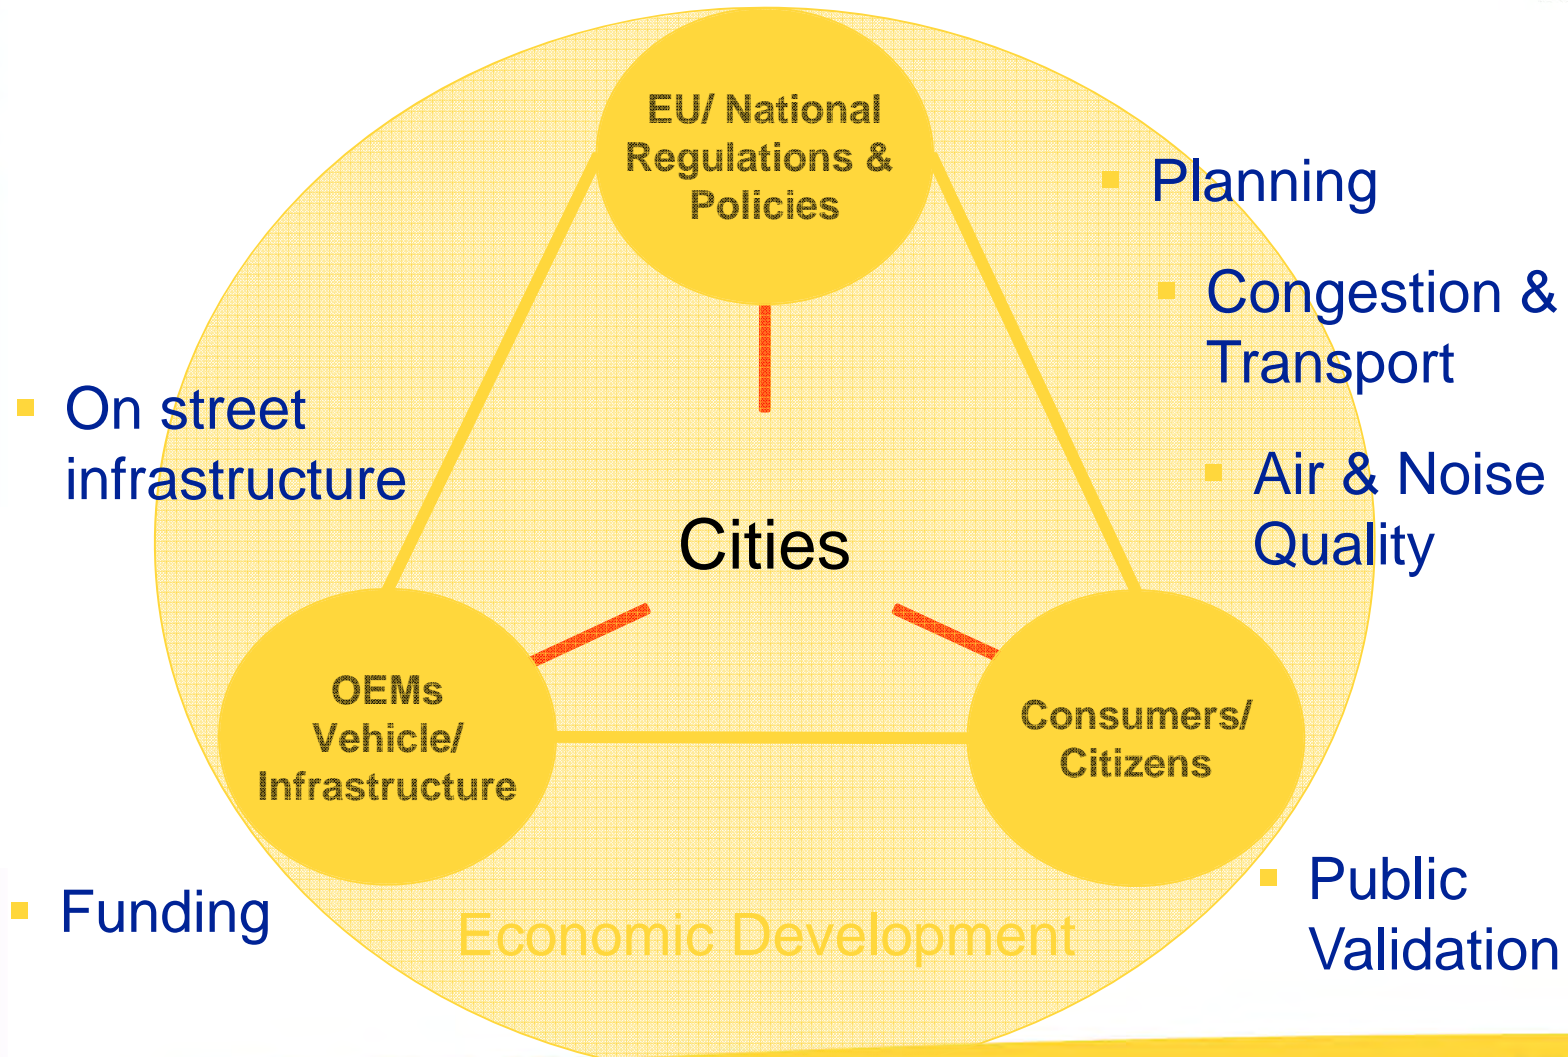 EU/ National
Regulations &
Policies
Planning
Congestion &
Transport
Air & Noise
Quality
On street
infrastructure
Cities
OEMs
Vehicle/
Infrastructure
Consumers/
Citizens
Funding
Economic Development
Public
Validation